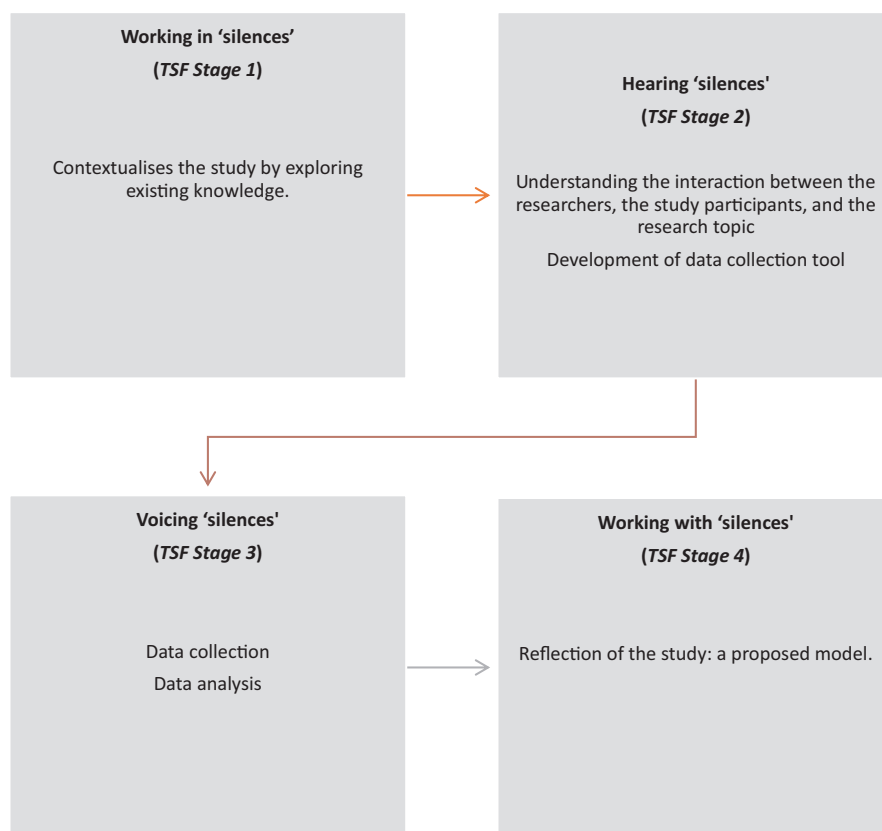 Working in ‘silences’
(TSF Stage 1)
Contextualises the study by exploring
existing knowledge.
Hearing ‘silences'
(TSF Stage 2)
Understanding the interaction between the
researchers, the study participants, and the
research topic
Development of data collection tool
Voicing ‘silences'
(TSF Stage 3)
Data collection
Data analysis
Working with ‘silences'
(TSF Stage 4)
Reflection of the study: a proposed model.